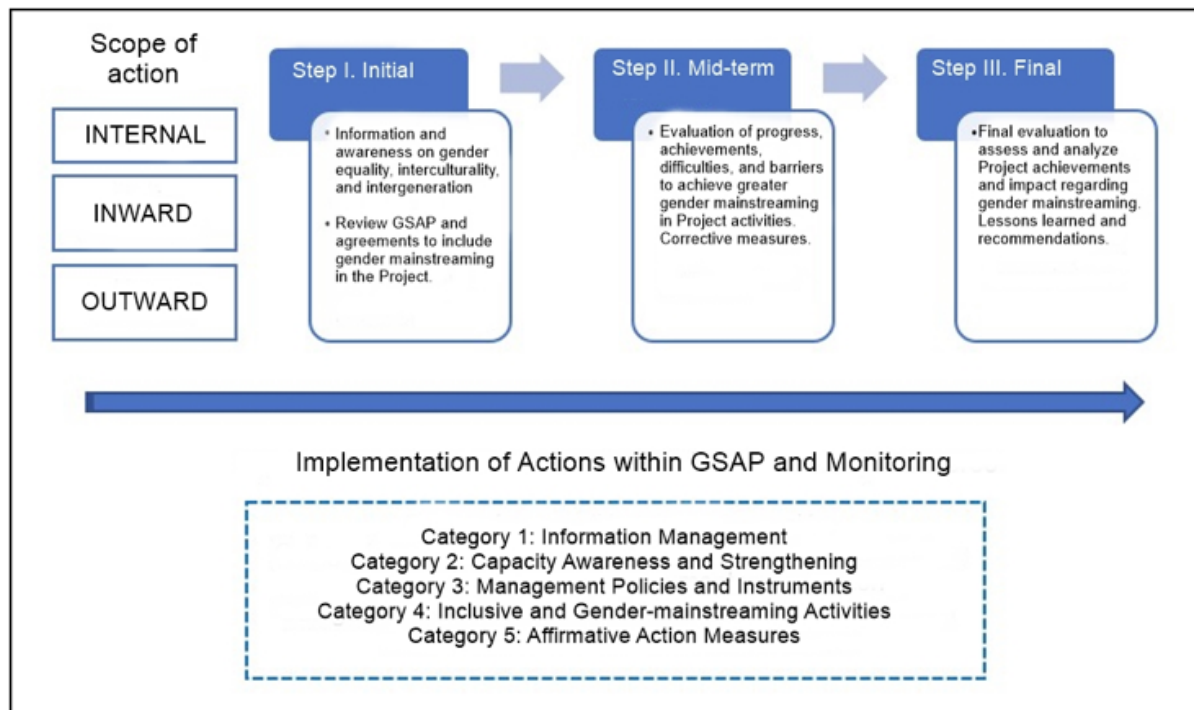 Scope of
action
INTERNAL
INWARD
OUTWARD
Step I. Initial
• Information and
awareness on gender
equality, interculturality,
and intergeneration
• Review GSAP and
agreements to include
gender mainstreaming
in the Project.
Step II. Mid-term
• Evaluation of progress,
achievements,
difficulties, and barriers
to achieve greater
gender mainstreaming
in Project activities.
Corrective measures.
Step III. Final
•Final evaluation to
assess and analyze
Project achievements
and impact regarding
gender mainstreaming.
Lessons learned and
recommendations.
Implementation of Actions within GSAP and Monitoring
Category 1: Information Management
Category 2: Capacity Awareness and Strengthening
Category 3: Management Policies and Instruments
Category 4: Inclusive and Gender-mainstreaming Activities
Category 5: Affirmative Action Measures